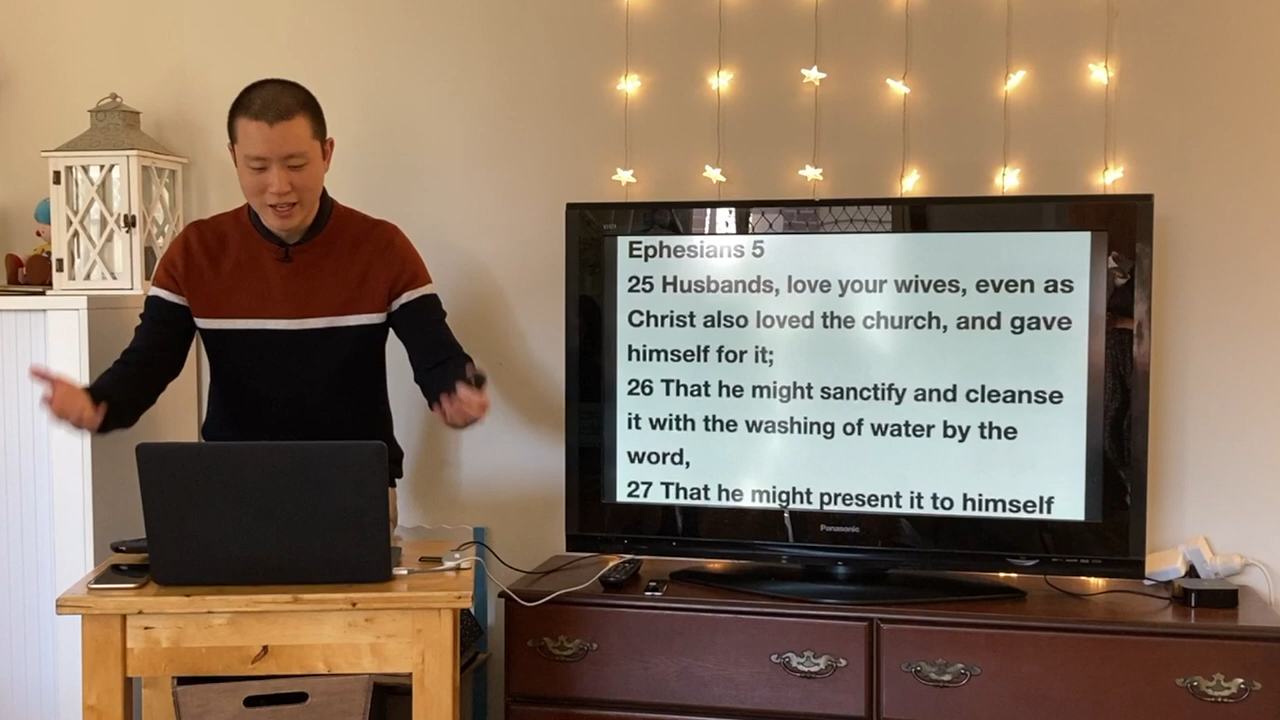 Ephesians 5
25 Husbands, love your wives, even as
Christ also loved the church, and gave
himself for it;
26 That he might sanctify and cleanse
it with the washing of water by the
word,
27 That he might present it to himself
Panasonic